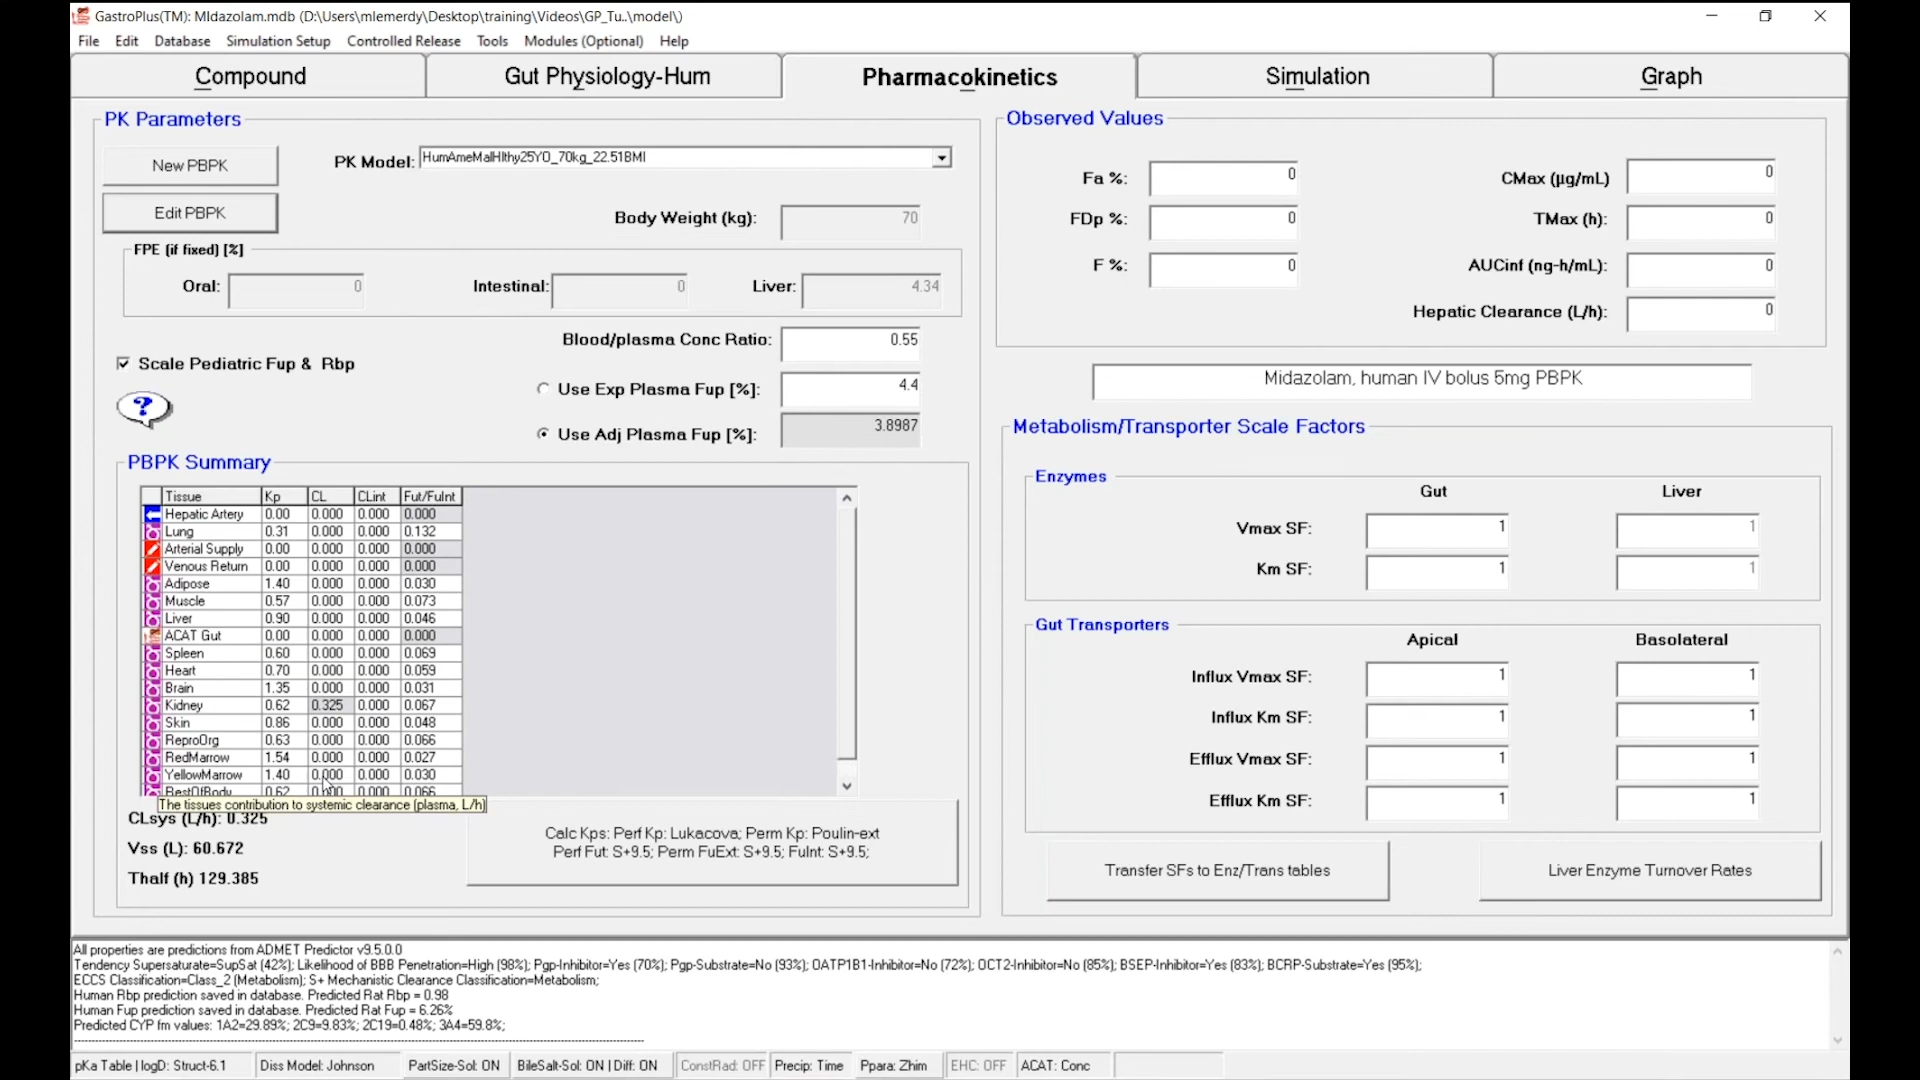 GastroPlus(TM): MIdazolam.mdb (D:\Users\mlemerdy\Desktop\training\Videos\GP_Tu..\model\)
File Edit Database Simulation Setup Controlled Release Tools Modules (Optional) Help
Compound Gut Physiology-Hum Pharmacokinetics Simulation Graph
PK Parameters
New PBPK
PK Model: HumAmeMalHlthy25YO_70kg_22.51BMI
Edit PBPK
Body Weight (kg): 70
FPE (if fixed) [%]
Oral: 0 Intestinal: 0 Liver: 4.34
Blood/plasma Conc Ratio: 0.55
Scale Pediatric Fup & Rbp
Use Exp Plasma Fup [%]: 4.4
?
Use Adj Plasma Fup [%]: 3.8987
PBPK Summary
Tissue Kp CL CLint Fut/FuInt
Hepatic Artery 0.00 0.000 0.000 0.000
Lung 0.31 0.000 0.000 0.132
Arterial Supply 0.00 0.000 0.000 0.000
Venous Return 0.00 0.000 0.000 0.000
Adipose 1.40 0.000 0.000 0.030
Muscle 0.57 0.000 0.000 0.073
Liver 0.90 0.000 0.000 0.046
ACAT Gut 0.00 0.000 0.000 0.000
Spleen 0.60 0.000 0.000 0.069
Heart 0.70 0.000 0.000 0.059
Brain 1.35 0.000 0.000 0.031
Kidney 0.62 0.325 0.000 0.067
Skin 0.86 0.000 0.000 0.048
ReproOrg 0.63 0.000 0.000 0.066
RedMarrow 1.54 0.000 0.000 0.027
YellowMarrow 1.40 0.000 0.000 0.030
RestOfBody 0.62 0.000 0.000 0.066
The tissues contribution to systemic clearance (plasma, L/h)
CLsys (L/h): 0.325
Vss (L): 60.672
Thalf (h) 129.385
Calc Kps: Perf Kp: Lukacova; Perm Kp: Poulin-ext
Perf Fut: S+9.5; Perm FuExt: S+9.5; FuInt: S+9.5;
Observed Values
Fa %: 0 CMax (µg/mL) 0
FDp %: 0 TMax (h): 0
F %: 0 AUCinf (ng-h/mL): 0
Hepatic Clearance (L/h): 0
Midazolam, human IV bolus 5mg PBPK
Metabolism/Transporter Scale Factors
Enzymes
Gut Liver
Vmax SF: 1 1
Km SF: 1 1
Gut Transporters
Apical Basolateral
Influx Vmax SF: 1 1
Influx Km SF: 1 1
Efflux Vmax SF: 1 1
Efflux Km SF: 1 1
Transfer SFs to Enz/Trans tables Liver Enzyme Turnover Rates
All properties are predictions from ADMET Predictor v9.5.0.0
Tendency Supersaturate=SupSat (42%); Likelihood of BBB Penetration=High (98%); Pgp-Inhibitor=Yes (70%); Pgp-Substrate=No (93%); OATP1B1-Inhibitor=No (72%); OCT2-Inhibitor=No (85%); BSEP-Inhibitor=Yes (83%); BCRP-Substrate=Yes (95%);
ECCS Classification=Class_2 (Metabolism); S+ Mechanistic Clearance Classification=Metabolism;
Human Rbp prediction saved in database. Predicted Rat Rbp = 0.98
Human Fup prediction saved in database. Predicted Rat Fup = 6.26%
Predicted CYP fm values: 1A2=29.89%; 2C9=9.83%; 2C19=0.48%; 3A4=59.8%;
pKa Table | logD: Struct-6.1 Diss Model: Johnson PartSize-Sol: ON BileSalt-Sol: ON | Diff: ON ConstRad: OFF Precip: Time Ppara: Zhim EHC: OFF ACAT: Conc